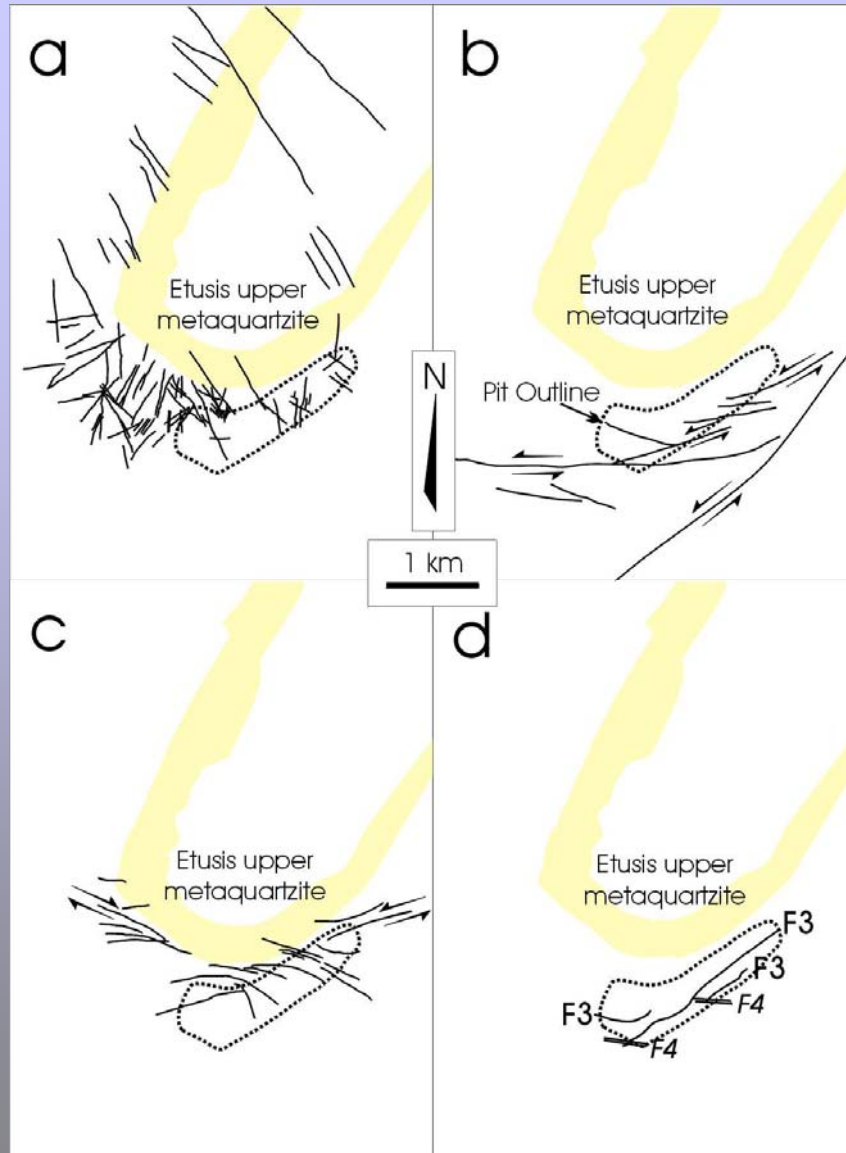 a
b
Etusis upper
metaquartzite
Etusis upper
metaquartzite
N
Pit Outline
1 km
c
d
Etusis upper
metaquartzite
Etusis upper
metaquartzite
F3
F3
F3
F4
F4